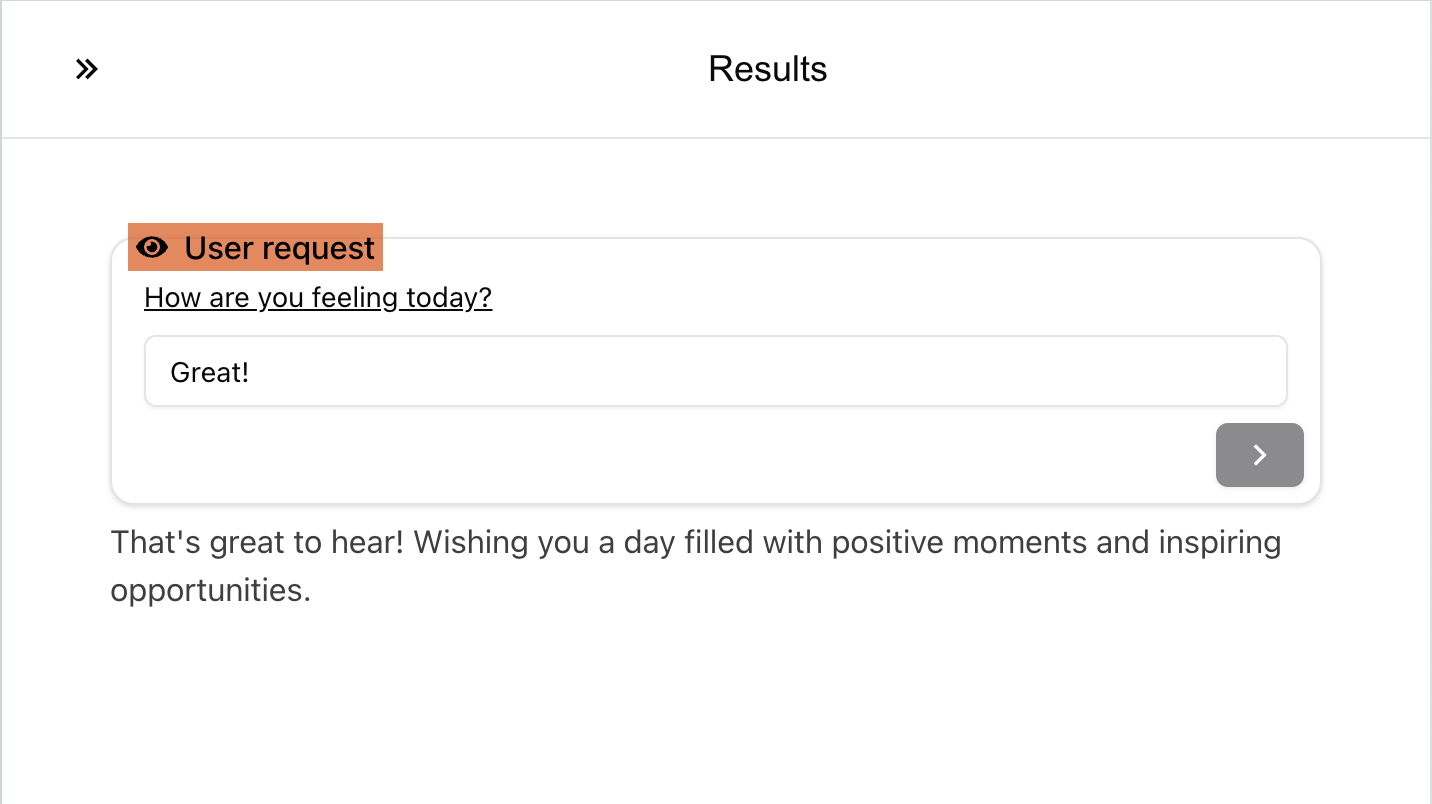 Results
User request
How are you feeling today?
Great!
That's great to hear! Wishing you a day filled with positive moments and inspiring
opportunities.